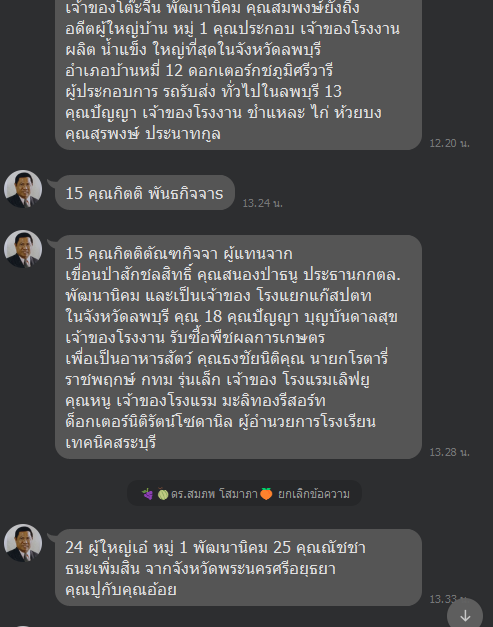 เจ้าของโต๊ะจีน พัฒนานิคม คุณสมพงษ์ยังถึง
อดีตผู้ใหญ่บ้าน หมู่ 1 คุณประกอบ เจ้าของโรงงาน
ผลิต น้ำแข็ง ใหญ่ที่สุดในจังหวัดลพบุรี
อำเภอบ้านหมี่ 12 ดอกเตอร์กชภูมิศรีวารี
ผู้ประกอบการ รถรับส่ง ทั่วไปในลพบุรี 13
คุณปัญญา เจ้าของโรงงาน ชำแหละ ไก่ ห้วยบง
คุณสุรพงษ์ ประนาทกูล
12.20 น.
15 คุณกิตติ พันธกิจจาร
13.24 น.
15 คุณกิตติตัณฑกิจจา ผู้แทนจาก
เขื่อนป่าสักชลสิทธิ์ คุณสนองป่าธนู ประธานกกตล.
พัฒนานิคม และเป็นเจ้าของ โรงแยกแก๊สปตท
ในจังหวัดลพบุรี คุณ 18 คุณปัญญา บุญบันดาลสุข
เจ้าของโรงงาน รับซื้อพืชผลการเกษตร
เพื่อเป็นอาหารสัตว์ คุณธงชัยนิติคุณ นายกโรตารี่
ราชพฤกษ์ กทม รุ่นเล็ก เจ้าของ โรงแรมเลิฟยู
คุณหนู เจ้าของโรงแรม มะลิทองรีสอร์ท
ด็อกเตอร์นิติรัตน์โซ่ดานิล ผู้อำนวยการโรงเรียน
เทคนิคสระบุรี
13.28 น.
🍇🍈ดร.สมภพ โสมาภา🍊 ยกเลิกข้อความ
24 ผู้ใหญ่เอ๋ หมู่ 1 พัฒนานิคม 25 คุณณัชชา
ธนะเพิ่มสิน จากจังหวัดพระนครศรีอยุธยา
คุณปูกับคุณอ้อย
13.33 น.